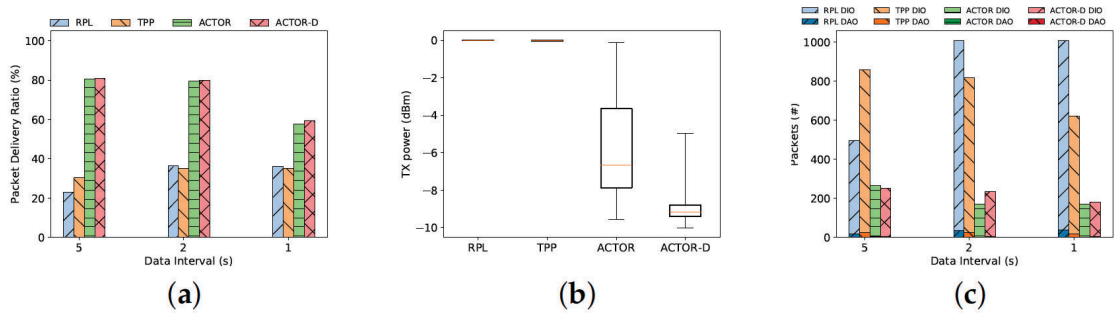 RPL TPP ACTOR ACTOR-D
Packet Delivery Ratio (%)
100
80
60
40
20
0
5 2 1
Data Interval (s)
(a)
TX power (dBm)
0
−2
−4
−6
−8
−10
RPL TPP ACTOR ACTOR-D
(b)
RPL DIO TPP DIO ACTOR DIO ACTOR-D DIO
RPL DAO TPP DAO ACTOR DAO ACTOR-D DAO
Packets (#)
1000
800
600
400
200
0
5 2 1
Data Interval (s)
(c)